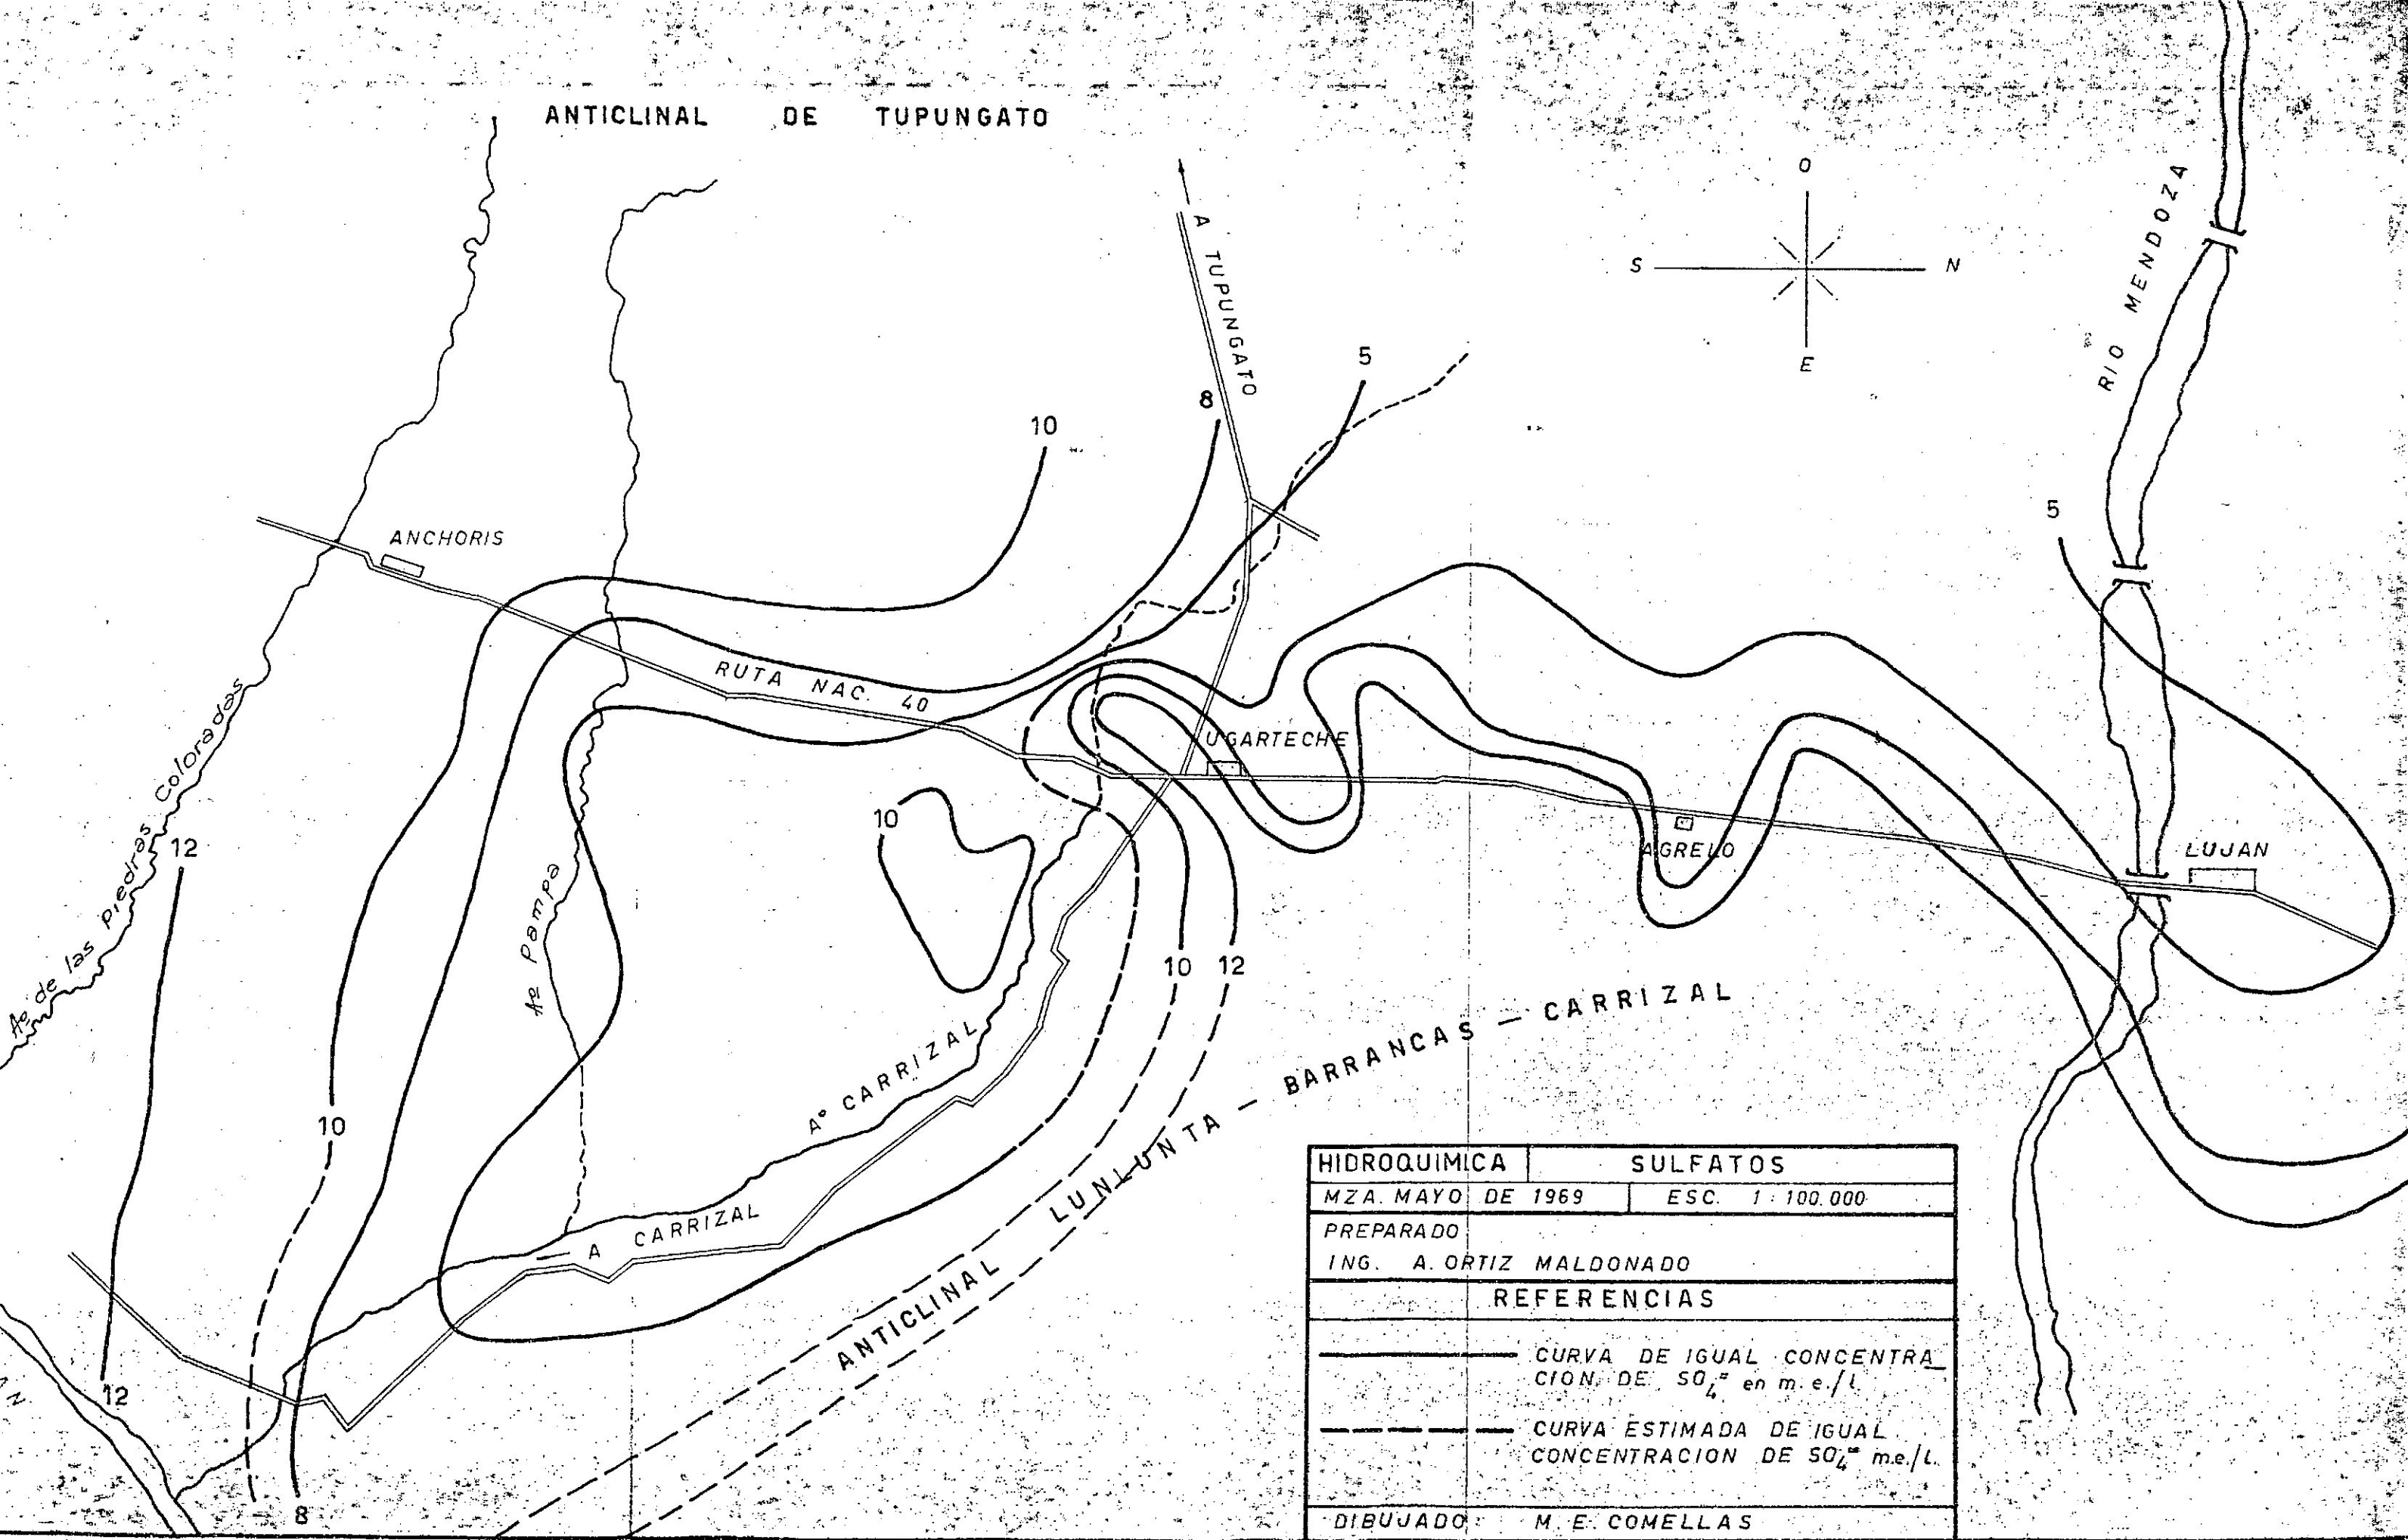 ANTICLINAL DE TUPUNGATO
O
S N
E
RIO MENDOZA
A TUPUNGATO
5
8
10
5
ANCHORIS
RUTA NAC. 40
UGARTECHE
10
12
Aº de las Piedras Coloradas
Aº Pampa
AGRELO
LUJAN
10 12
Aº CARRIZAL
A CARRIZAL
10
ANTICLINAL LUNLUNTA - BARRANCAS - CARRIZAL
12
8
HIDROQUIMICA SULFATOS
MZA. MAYO DE 1969 ESC. 1:100.000
PREPARADO
ING. A. ORTIZ MALDONADO
REFERENCIAS
CURVA DE IGUAL CONCENTRA_
CION DE SO4= en m.e./l
CURVA ESTIMADA DE IGUAL
CONCENTRACION DE SO4= m.e./l.
DIBUJADO: M. E. COMELLAS